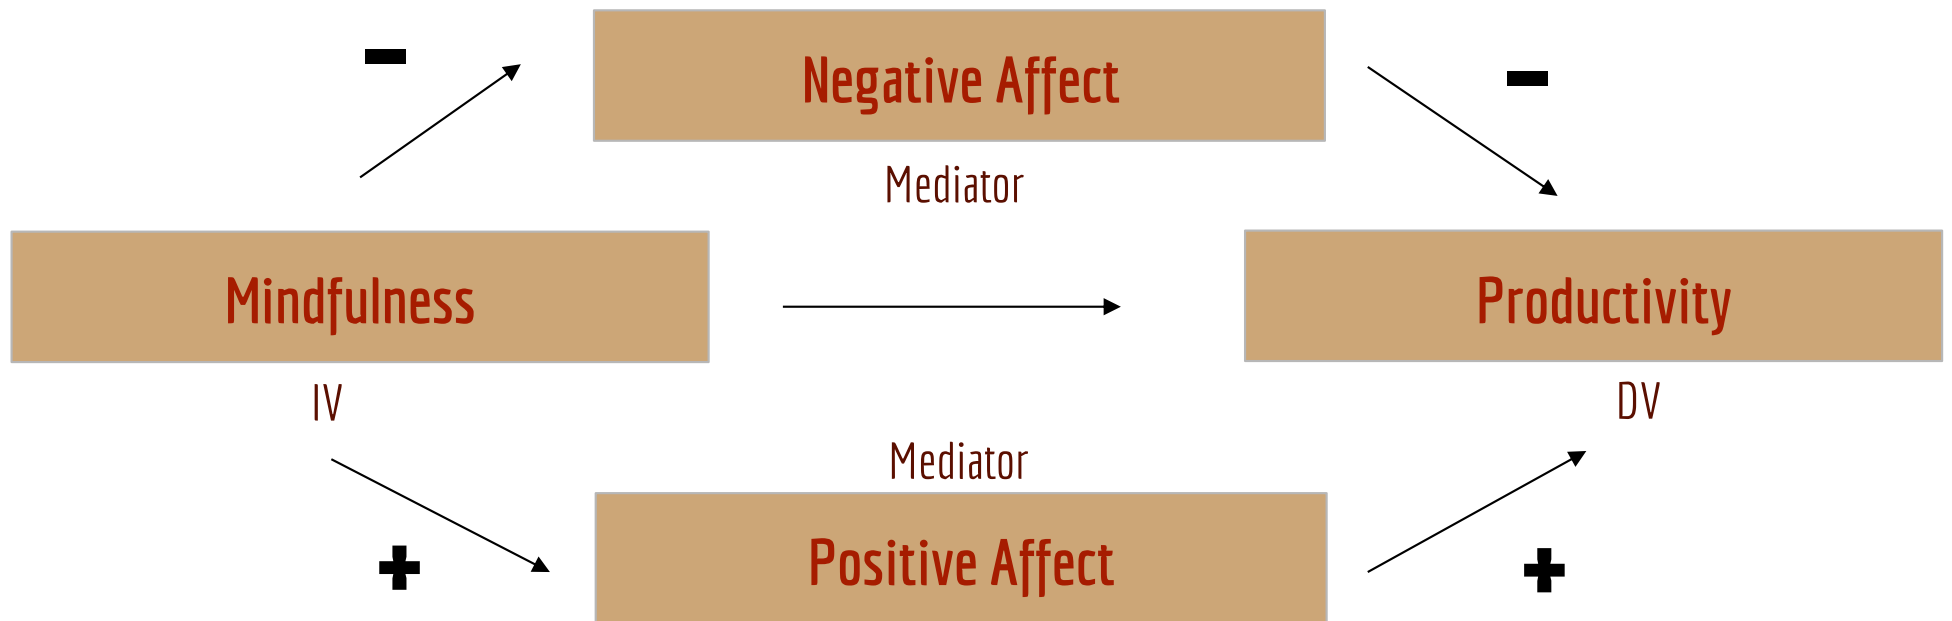 −
−
Negative Affect
Mediator
Mindfulness
Productivity
IV
DV
Mediator
Positive Affect
+
+